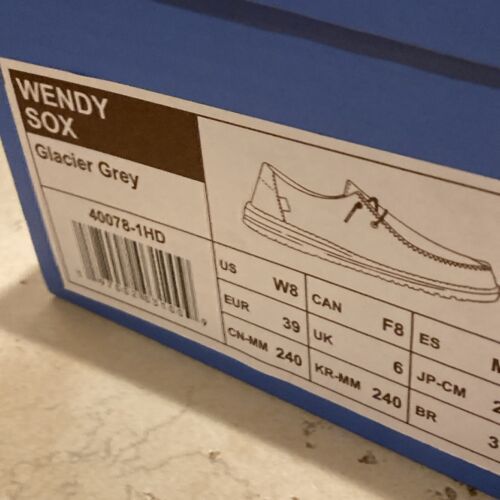 WENDY
SOX
Glacier Grey
40078-1HD
US W8 CAN F8 ES
EUR 39 UK 6 JP-CM
CN-MM 240 KR-MM 240 BR